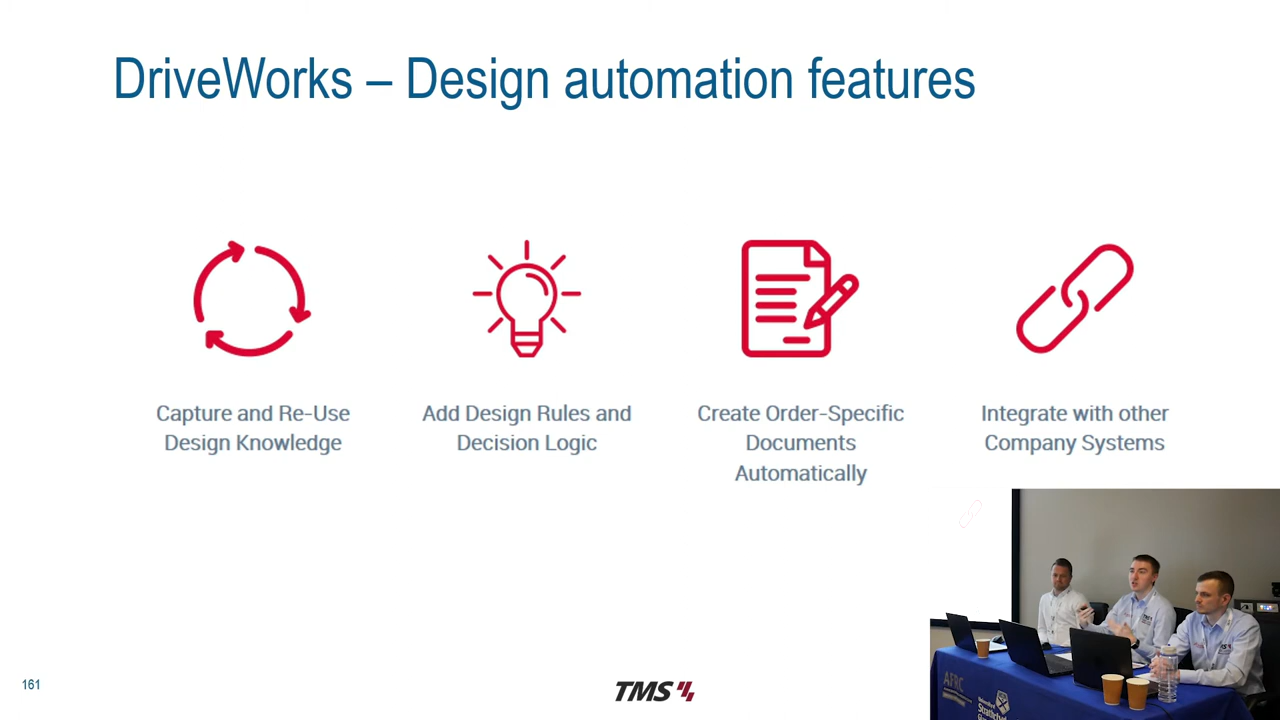 DriveWorks – Design automation features
Capture and Re-Use
Design Knowledge
Add Design Rules and
Decision Logic
Create Order-Specific
Documents
Automatically
Integrate with other
Company Systems
AFRC
161
TMS